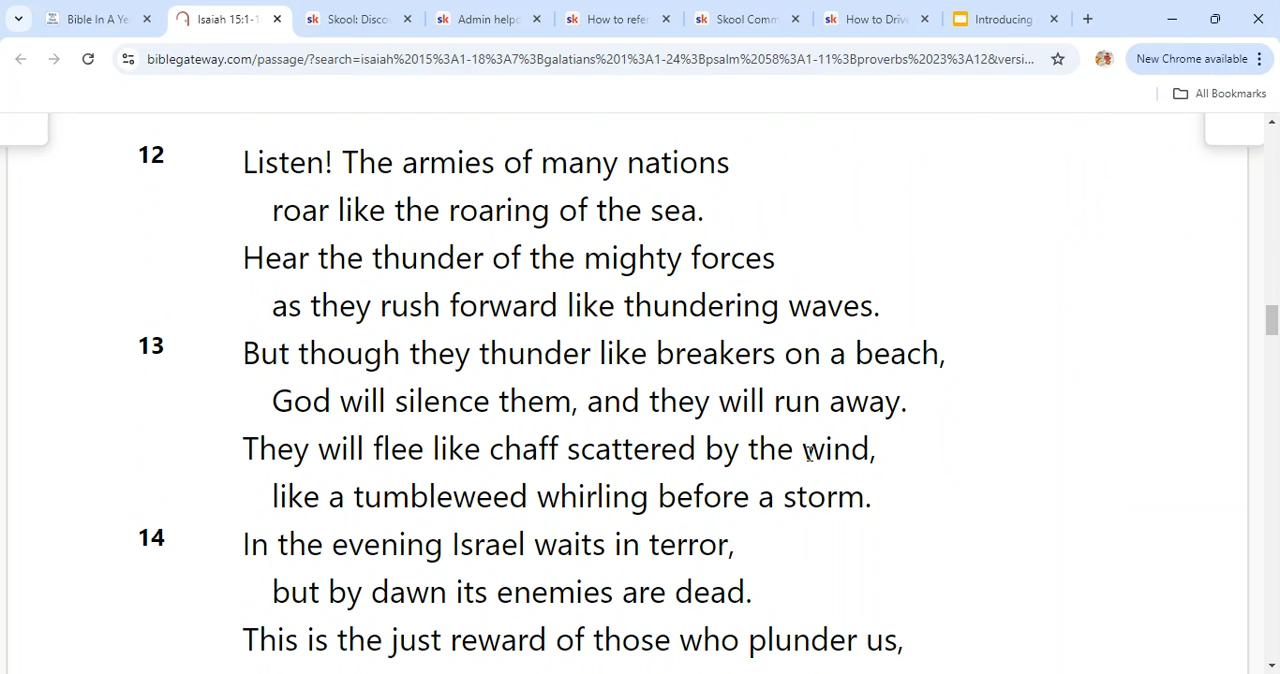 Bible In A Ye
Isaiah 15:1-1
Skool: Disco
Admin help
How to refer
Skool Comm
How to Driv
Introducing
biblegateway.com/passage/?search=isaiah%2015%3A1-18%3A7%3Bgalatians%201%3A1-24%3Bpsalm%2058%3A1-11%3Bproverbs%2023%3A12&versi...
New Chrome available
All Bookmarks
12 Listen! The armies of many nations
roar like the roaring of the sea.
Hear the thunder of the mighty forces
as they rush forward like thundering waves.
13 But though they thunder like breakers on a beach,
God will silence them, and they will run away.
They will flee like chaff scattered by the wind,
like a tumbleweed whirling before a storm.
14 In the evening Israel waits in terror,
but by dawn its enemies are dead.
This is the just reward of those who plunder us,